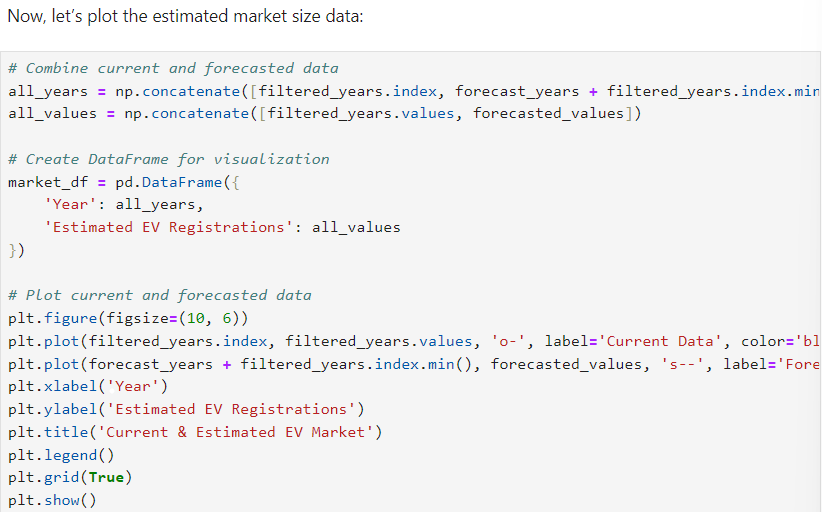 Now, let’s plot the estimated market size data:
# Combine current and forecasted data
all_years = np.concatenate([filtered_years.index, forecast_years + filtered_years.index.min
all_values = np.concatenate([filtered_years.values, forecasted_values])
# Create DataFrame for visualization
market_df = pd.DataFrame({
    'Year': all_years,
    'Estimated EV Registrations': all_values
})
# Plot current and forecasted data
plt.figure(figsize=(10, 6))
plt.plot(filtered_years.index, filtered_years.values, 'o-', label='Current Data', color='bl
plt.plot(forecast_years + filtered_years.index.min(), forecasted_values, 's--', label='Fore
plt.xlabel('Year')
plt.ylabel('Estimated EV Registrations')
plt.title('Current & Estimated EV Market')
plt.legend()
plt.grid(True)
plt.show()